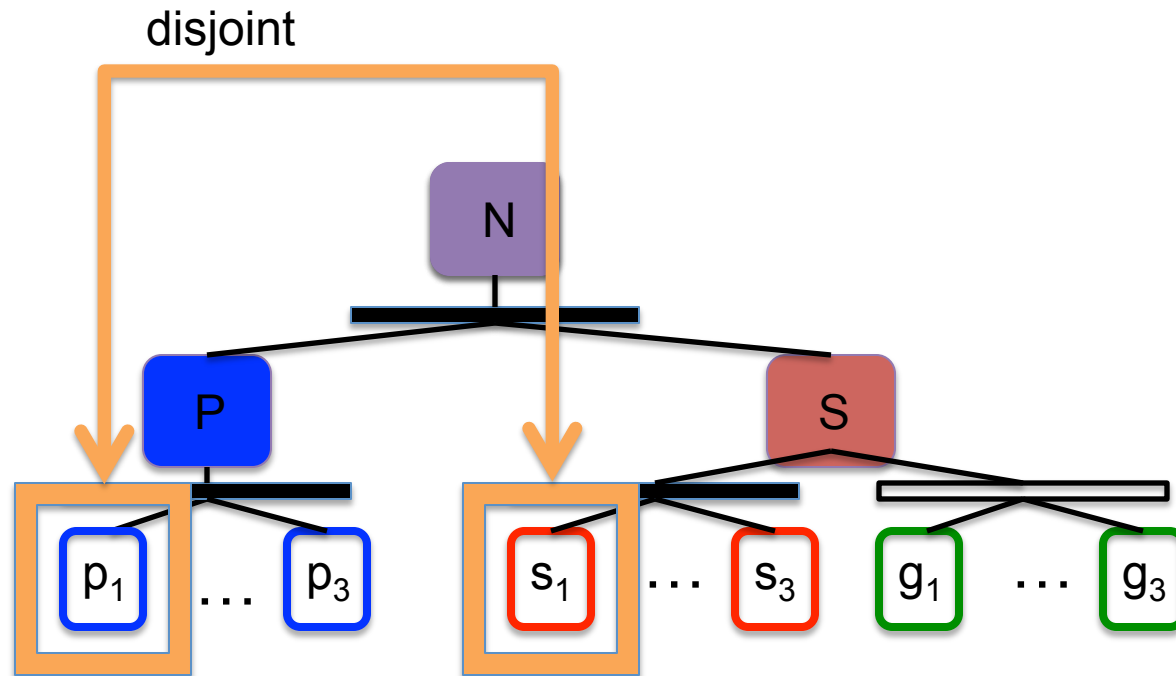 disjoint
N
P S
p₁ … p₃ s₁ … s₃ g₁ … g₃